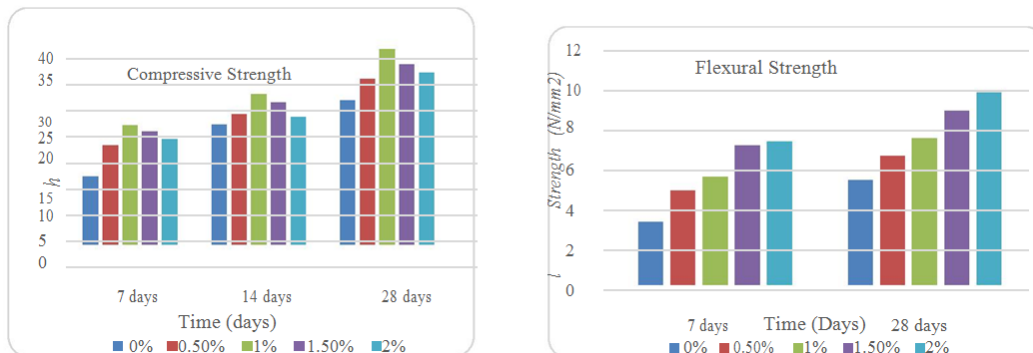 40
Compressive Strength
35
30
25
20
h
15
10
5
0
7 days 14 days 28 days
Time (days)
0% 0.50% 1% 1.50% 2%
12
Flexural Strength
10
8
6
4
2
0
l Strength (N/mm2)
7 days Time (Days) 28 days
0% 0.50% 1% 1.50% 2%